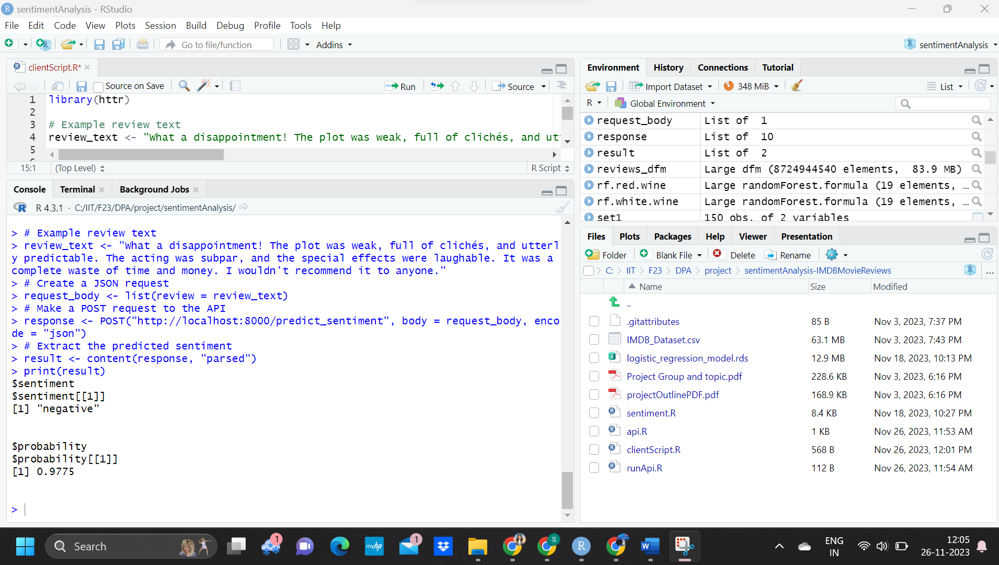 sentimentAnalysis - RStudio
File Edit Code View Plots Session Build Debug Profile Tools Help
Go to file/function Addins sentimentAnalysis
clientScript.R*
Source on Save Run Source
1 library(httr)
2
3 # Example review text
4 review_text <- "What a disappointment! The plot was weak, full of clichés, and ut
5
15:1 (Top Level) R Script
Console Terminal Background Jobs
R 4.3.1 · C:/IIT/F23/DPA/project/sentimentAnalysis/
> # Example review text
> review_text <- "What a disappointment! The plot was weak, full of clichés, and utterl
y predictable. The acting was subpar, and the special effects were laughable. It was a
complete waste of time and money. I wouldn't recommend it to anyone."
> # Create a JSON request
> request_body <- list(review = review_text)
> # Make a POST request to the API
> response <- POST("http://localhost:8000/predict_sentiment", body = request_body, enco
de = "json")
> # Extract the predicted sentiment
> result <- content(response, "parsed")
> print(result)
$sentiment
$sentiment[[1]]
[1] "negative"
$probability
$probability[[1]]
[1] 0.9775
>
Environment History Connections Tutorial
Import Dataset 348 MiB List
R Global Environment
request_body List of 1
response List of 10
result List of 2
reviews_dfm Large dfm (8724944540 elements, 83.9 MB)
rf.red.wine Large randomForest.formula (19 elements, …
rf.white.wine Large randomForest.formula (19 elements, …
set1 150 obs. of 2 variables
Files Plots Packages Help Viewer Presentation
Folder Blank File Delete Rename
C: IIT F23 DPA project sentimentAnalysis-IMDBMovieReviews ...
Name Size Modified
..
.gitattributes 85 B Nov 3, 2023, 7:37 PM
IMDB_Dataset.csv 63.1 MB Nov 3, 2023, 7:43 PM
logistic_regression_model.rds 12.9 MB Nov 18, 2023, 10:13 PM
Project Group and topic.pdf 228.6 KB Nov 3, 2023, 6:16 PM
projectOutlinePDF.pdf 168.9 KB Nov 3, 2023, 6:16 PM
sentiment.R 8.4 KB Nov 18, 2023, 10:27 PM
api.R 1 KB Nov 26, 2023, 11:53 AM
clientScript.R 568 B Nov 26, 2023, 12:01 PM
runApi.R 112 B Nov 26, 2023, 11:54 AM
Search 1 myhp 1 S R W
ENG
IN
12:05
26-11-2023